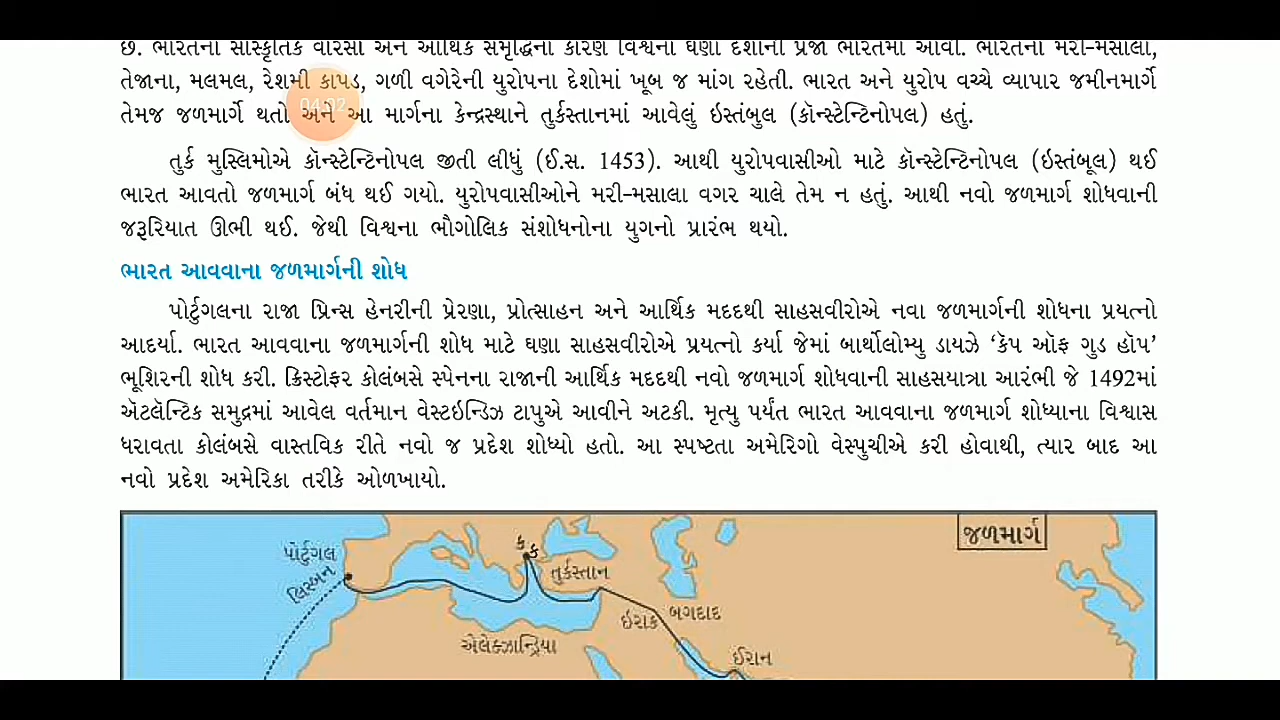 છે. ભારતના સાંસ્કૃતિક વારસા અને આર્થિક સમૃદ્ધિના કારણે વિશ્વના ઘણા દેશોની પ્રજા ભારતમાં આવી. ભારતના મરી-મસાલા,
તેજાના, મલમલ, રેશમી કાપડ, ગળી વગેરેની યુરોપના દેશોમાં ખૂબ જ માંગ રહેતી. ભારત અને યુરોપ વચ્ચે વ્યાપાર જમીનમાર્ગે
તેમજ જળમાર્ગે થતો અને આ માર્ગના કેન્દ્રસ્થાને તુર્કસ્તાનમાં આવેલું ઇસ્તંબુલ (કૉન્સ્ટેન્ટિનોપલ) હતું.
04:02
તુર્ક મુસ્લિમોએ કૉન્સ્ટેન્ટિનોપલ જીતી લીધું (ઈ.સ. 1453). આથી યુરોપવાસીઓ માટે કૉન્સ્ટેન્ટિનોપલ (ઇસ્તંબૂલ) થઈ
ભારત આવતો જળમાર્ગ બંધ થઈ ગયો. યુરોપવાસીઓને મરી-મસાલા વગર ચાલે તેમ ન હતું. આથી નવો જળમાર્ગ શોધવાની
જરૂરિયાત ઊભી થઈ. જેથી વિશ્વના ભૌગોલિક સંશોધનોના યુગનો પ્રારંભ થયો.
ભારત આવવાના જળમાર્ગની શોધ
પોર્ટુગલના રાજા પ્રિન્સ હેનરીની પ્રેરણા, પ્રોત્સાહન અને આર્થિક મદદથી સાહસવીરોએ નવા જળમાર્ગની શોધના પ્રયત્નો
આદર્યા. ભારત આવવાના જળમાર્ગની શોધ માટે ઘણા સાહસવીરોએ પ્રયત્નો કર્યા જેમાં બાર્થોલોમ્યુ ડાયઝે ‘કૅપ ઑફ ગુડ હૉપ’
ભૂશિરની શોધ કરી. ક્રિસ્ટોફર કોલંબસે સ્પેનના રાજાની આર્થિક મદદથી નવો જળમાર્ગ શોધવાની સાહસયાત્રા આરંભી જે 1492માં
ઍટલૅન્ટિક સમુદ્રમાં આવેલ વર્તમાન વેસ્ટઇન્ડિઝ ટાપુએ આવીને અટકી. મૃત્યુ પર્યંત ભારત આવવાના જળમાર્ગ શોધ્યાના વિશ્વાસ
ધરાવતા કોલંબસે વાસ્તવિક રીતે નવો જ પ્રદેશ શોધ્યો હતો. આ સ્પષ્ટતા અમેરિગો વેસ્પુચીએ કરી હોવાથી, ત્યાર બાદ આ
નવો પ્રદેશ અમેરિકા તરીકે ઓળખાયો.
જળમાર્ગ
ક ક
પોર્ટુગલ
લિસ્બન
તુર્કસ્તાન
બગદાદ
ઇરાક
એલેક્ઝાન્ડ્રિયા
ઈરાન